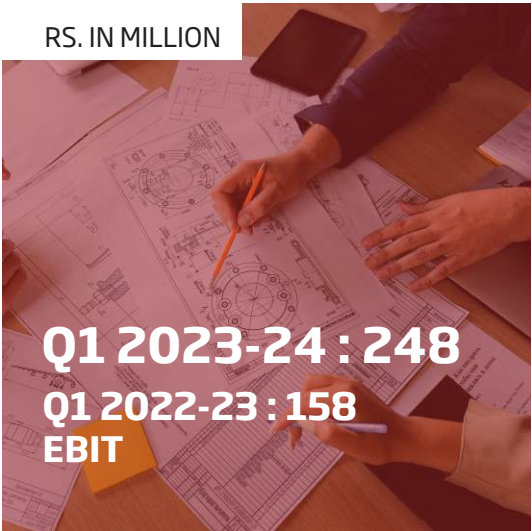 RS. IN MILLION
Q1 2023-24 : 248
Q1 2022-23 : 158
EBIT